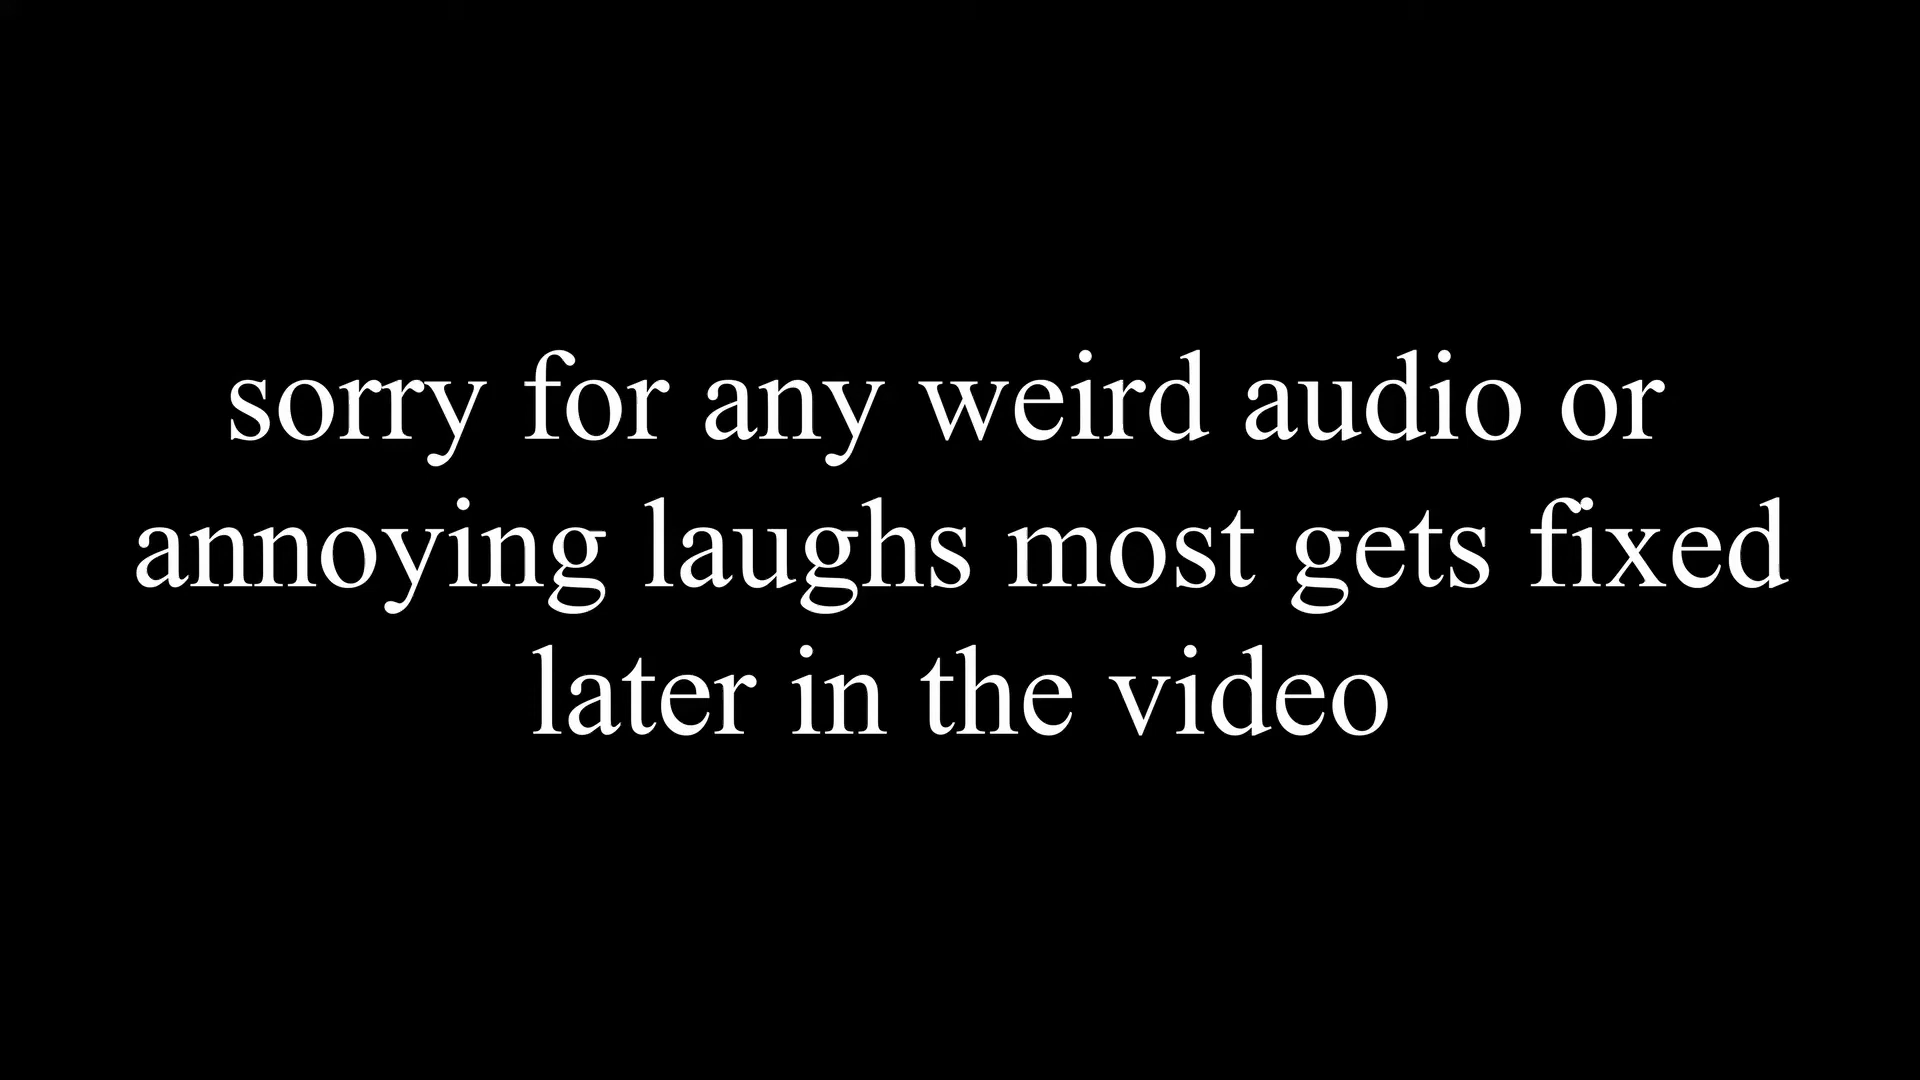 sorry for any weird audio or
annoying laughs most gets fixed
later in the video